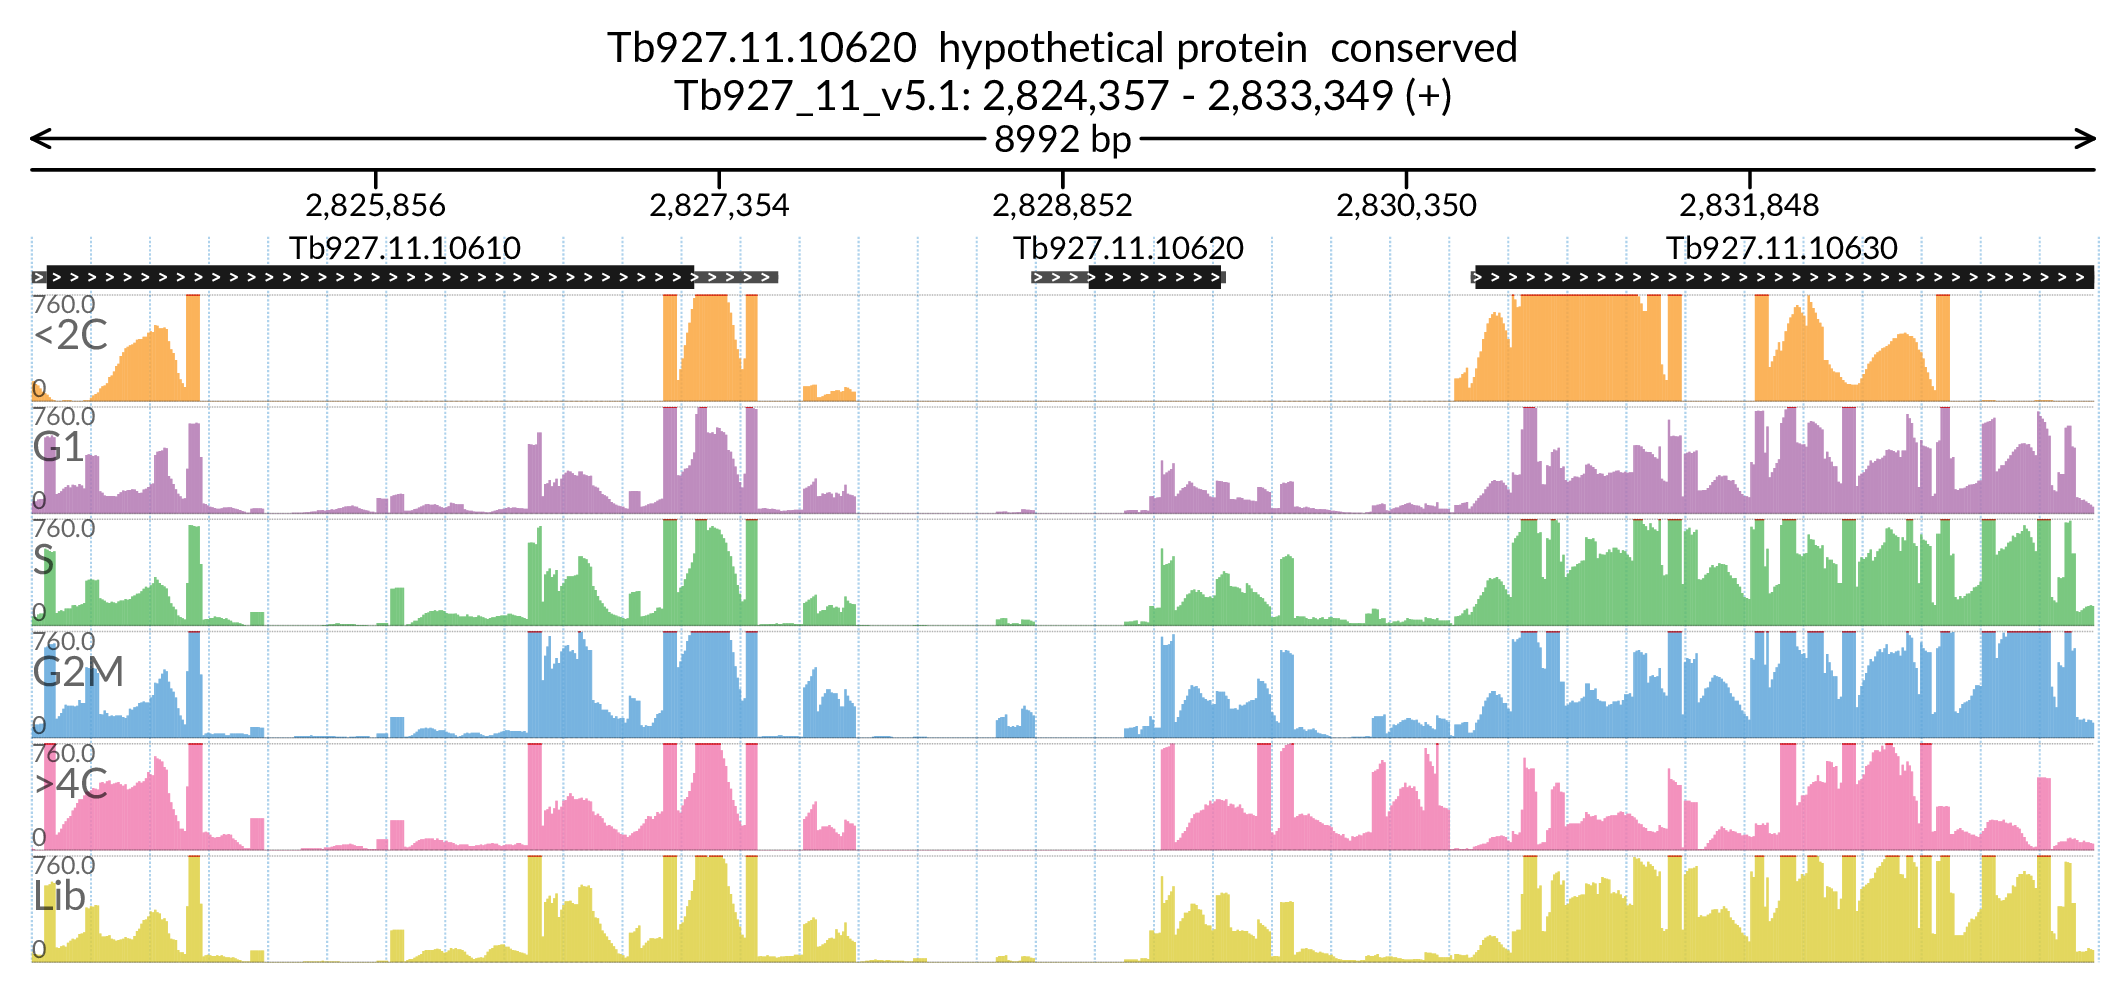 Tb927.11.10620 hypothetical protein conserved
Tb927_11_v5.1: 2,824,357 - 2,833,349 (+)
8992 bp
2,825,856 2,827,354 2,828,852 2,830,350 2,831,848
Tb927.11.10610 Tb927.11.10620 Tb927.11.10630
760.0
<2C
0
760.0
G1
0
760.0
S
0
760.0
G2M
0
760.0
>4C
0
760.0
Lib
0